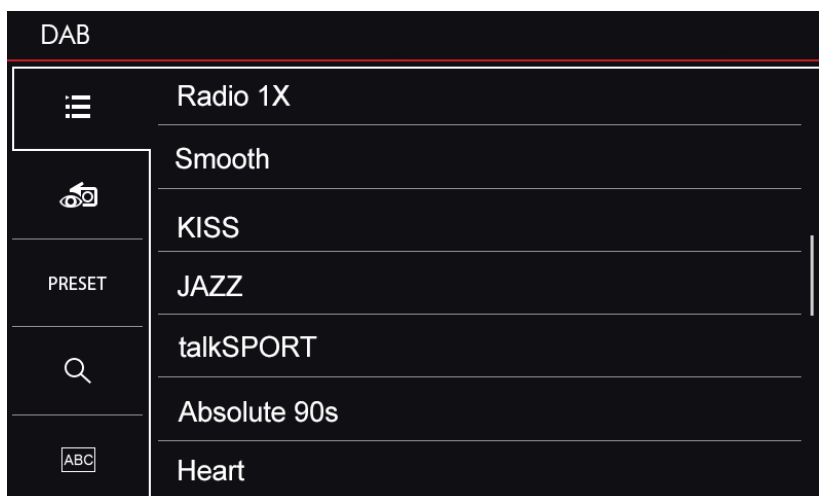 DAB
Radio 1X
Smooth
KISS
PRESET
JAZZ
talkSPORT
Absolute 90s
ABC
Heart